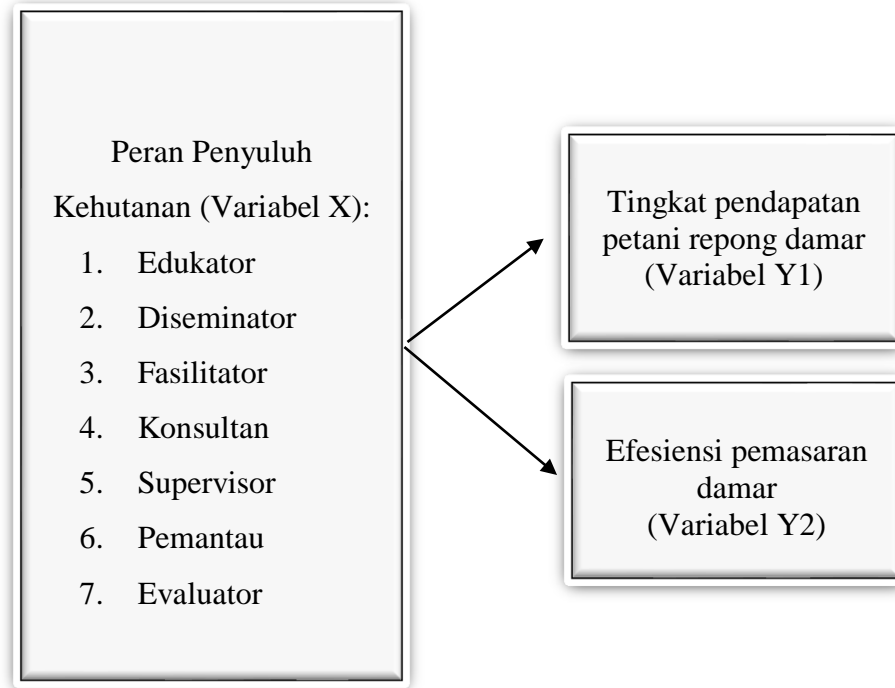 Peran Penyuluh
Kehutanan (Variabel X):
1. Edukator
2. Diseminator
3. Fasilitator
4. Konsultan
5. Supervisor
6. Pemantau
7. Evaluator
Tingkat pendapatan
petani repong damar
(Variabel Y1)
Efesiensi pemasaran
damar
(Variabel Y2)